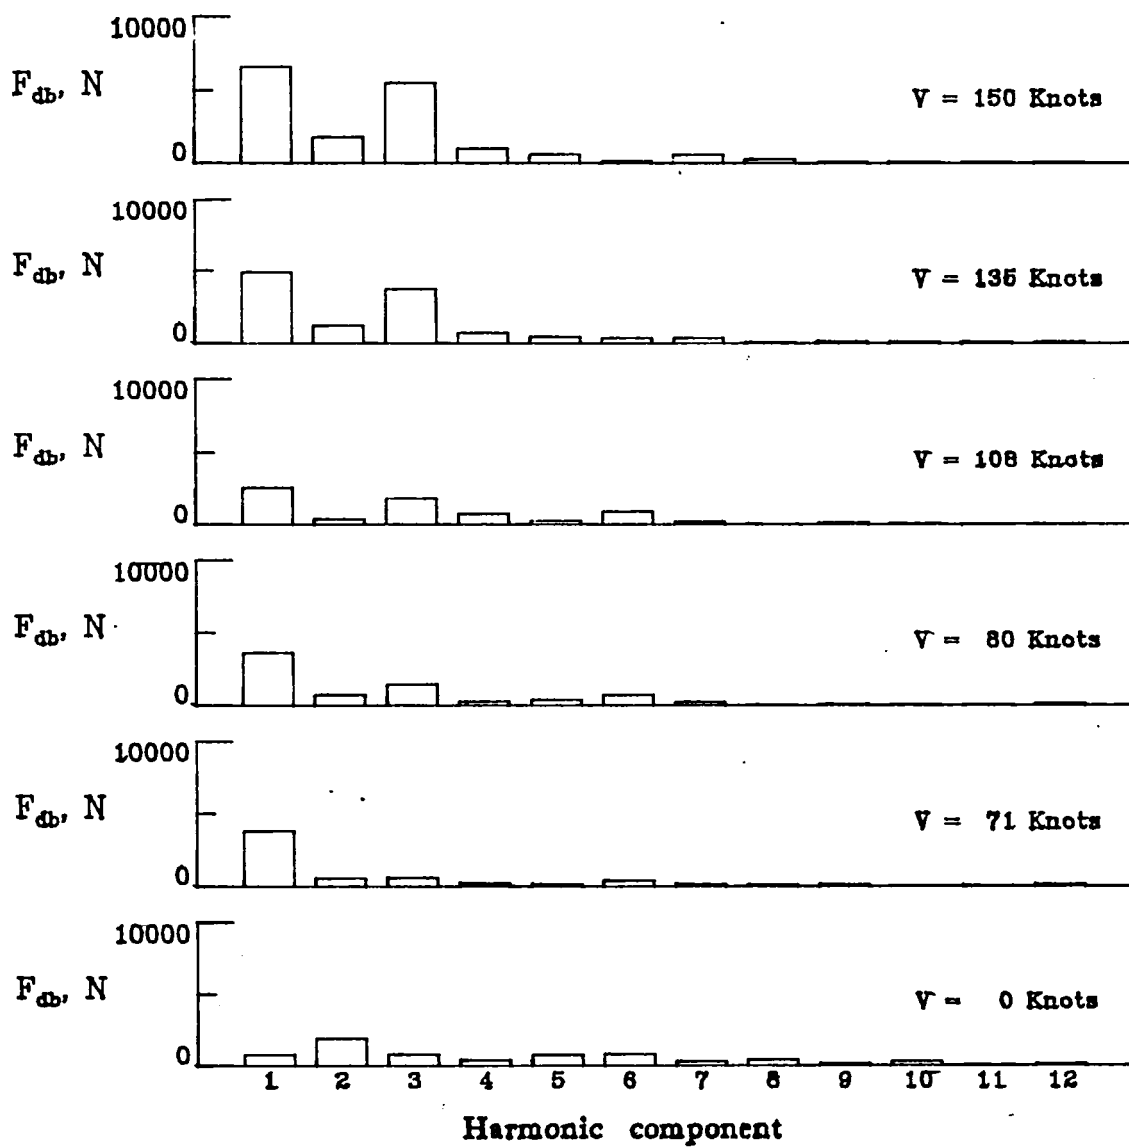 10000
F_db, N
V = 150 Knots
0
10000
F_db, N
V = 135 Knots
0
10000
F_db, N
V = 108 Knots
0
10000
F_db, N
V = 80 Knots
0
10000
F_db, N
V = 71 Knots
0
10000
F_db, N
V = 0 Knots
0
1 2 3 4 5 6 7 8 9 10 11 12
Harmonic component